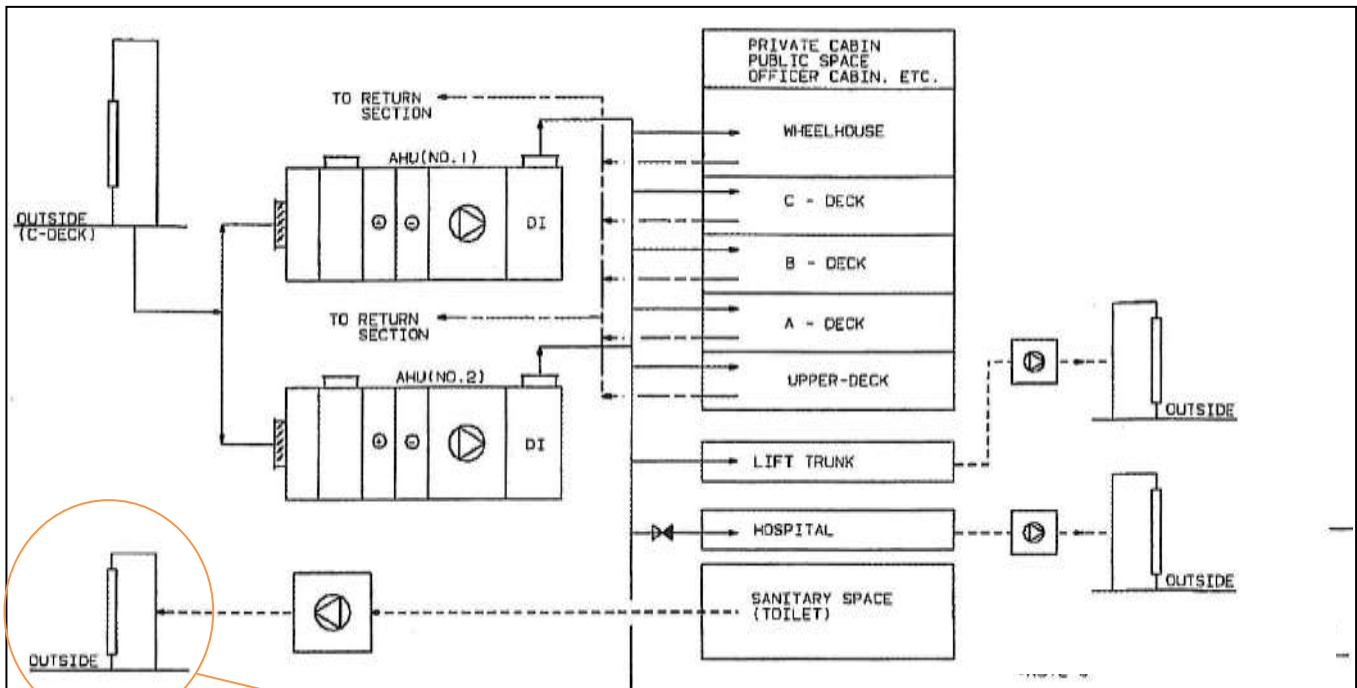 PRIVATE CABIN
PUBLIC SPACE
OFFICER CABIN. ETC.
TO RETURN
SECTION
WHEELHOUSE
AHU(NO.1)
C - DECK
OUTSIDE
(C-DECK)
DI
B - DECK
TO RETURN
SECTION
A - DECK
AHU(NO.2)
UPPER-DECK
OUTSIDE
DI
LIFT TRUNK
HOSPITAL
OUTSIDE
SANITARY SPACE
(TOILET)
OUTSIDE